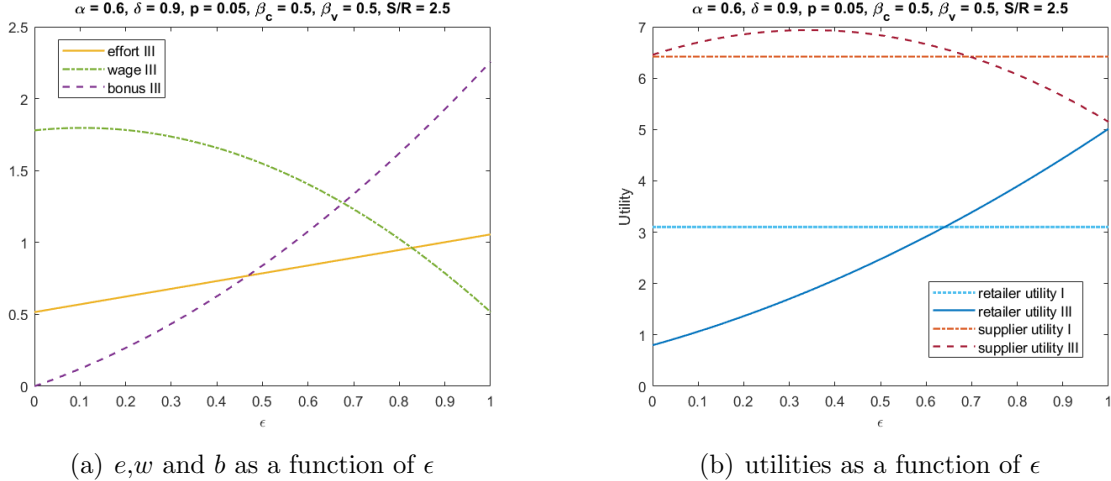 α = 0.6, δ = 0.9, p = 0.05, β_c = 0.5, β_v = 0.5, S/R = 2.5
2.5
2
1.5
1
0.5
0
effort III
wage III
bonus III
0 0.1 0.2 0.3 0.4 0.5 0.6 0.7 0.8 0.9 1
ϵ
(a) e,w and b as a function of ϵ
α = 0.6, δ = 0.9, p = 0.05, β_c = 0.5, β_v = 0.5, S/R = 2.5
7
6
5
4
3
2
1
0
Utility
retailer utility I
retailer utility III
supplier utility I
supplier utility III
0 0.1 0.2 0.3 0.4 0.5 0.6 0.7 0.8 0.9 1
ϵ
(b) utilities as a function of ϵ